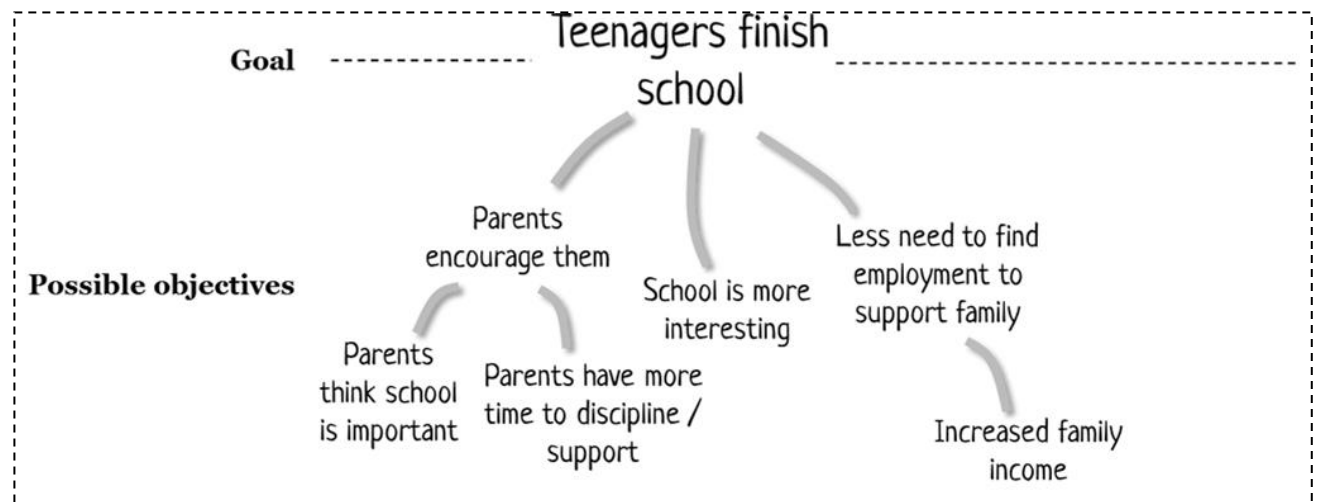 Goal
Teenagers finish
school
Possible objectives
Parents
encourage them
Parents
think school
is important
Parents have more
time to discipline /
support
School is more
interesting
Less need to find
employment to
support family
Increased family
income